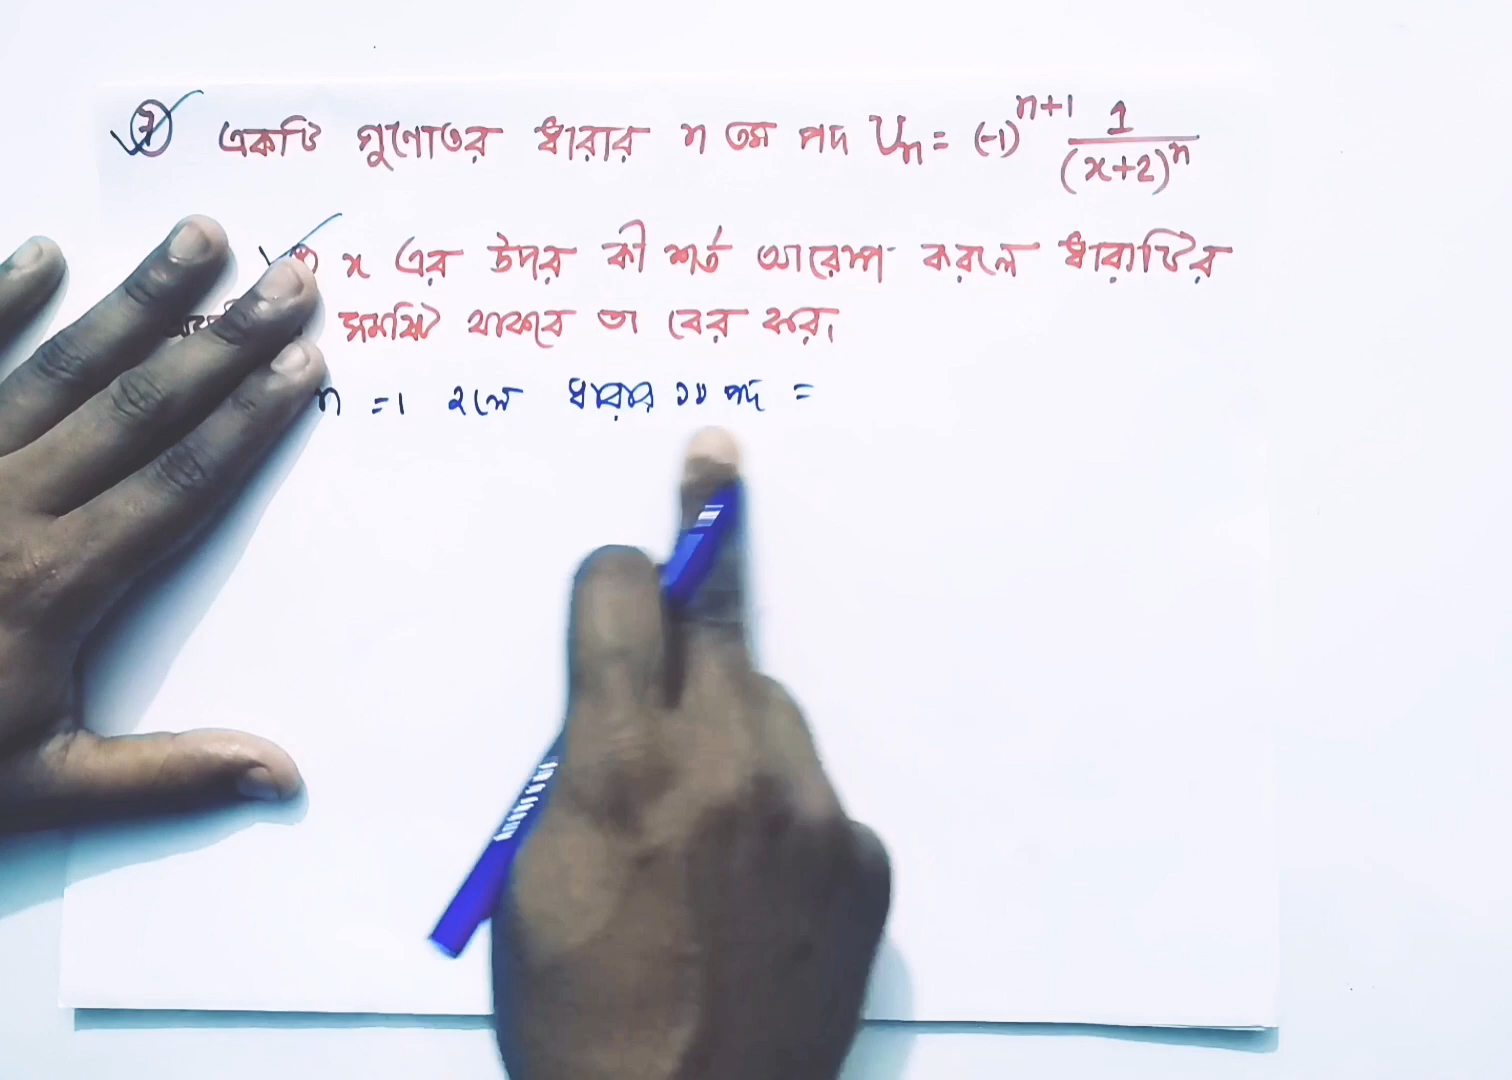 ৭ একটি গুণোত্তর ধারার n তম পদ Uₙ = (-1)ⁿ⁺¹ 1/(x+2)ⁿ
x এর উপর কী শর্ত আরোপ করলে ধারাটির
সমষ্টি থাকবে তা বের কর।
n = 1 হলে ধারার ১ম পদ =